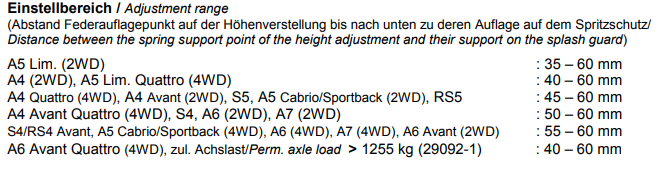 Einstellbereich / Adjustment range
(Abstand Federauflagepunkt auf der Höhenverstellung bis nach unten zu deren Auflage auf dem Spritzschutz/
Distance between the spring support point of the height adjustment and their support on the splash guard)
A5 Lim. (2WD) : 35 – 60 mm
A4 (2WD), A5 Lim. Quattro (4WD) : 40 – 60 mm
A4 Quattro (4WD), A4 Avant (2WD), S5, A5 Cabrio/Sportback (2WD), RS5 : 45 – 60 mm
A4 Avant Quattro (4WD), S4, A6 (2WD), A7 (2WD) : 50 – 60 mm
S4/RS4 Avant, A5 Cabrio/Sportback (4WD), A6 (4WD), A7 (4WD), A6 Avant (2WD) : 55 – 60 mm
A6 Avant Quattro (4WD), zul. Achslast/Perm. axle load > 1255 kg (29092-1) : 40 – 60 mm